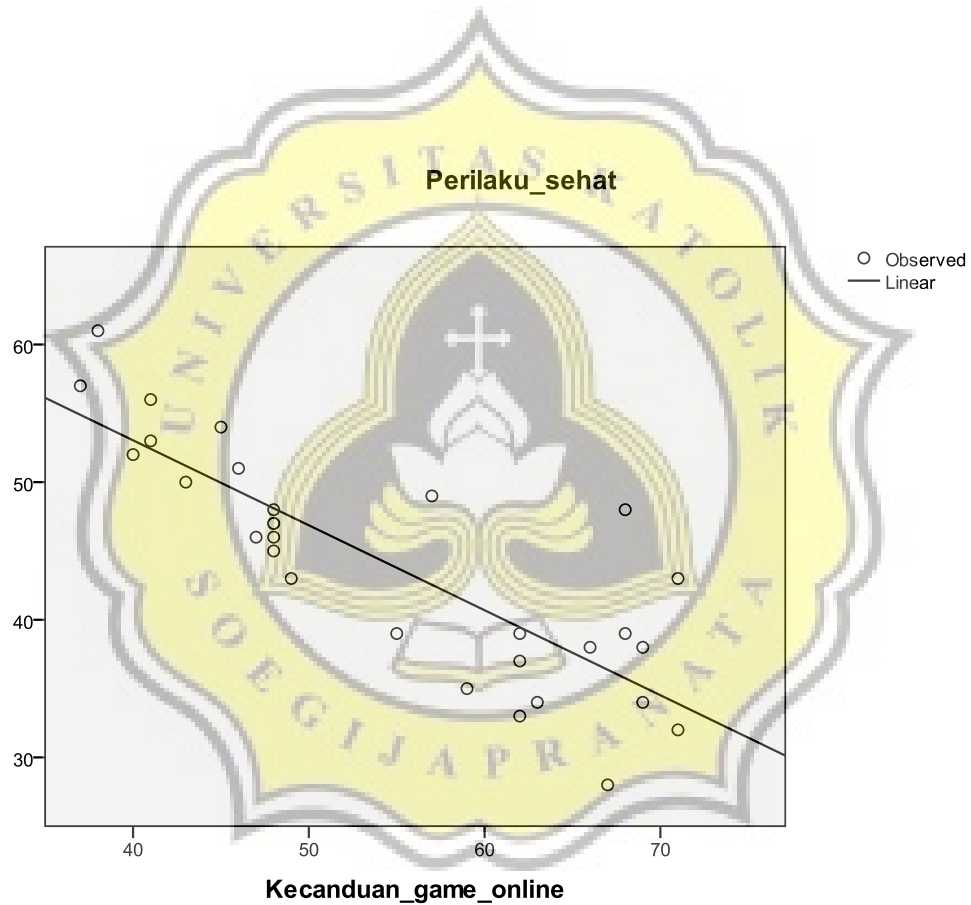 UNIVERSITAS KATOLIK
Perilaku_sehat
Observed
Linear
60
50
40
30
40 50 60 70
Kecanduan_game_online
SOEGIJAPRANATA